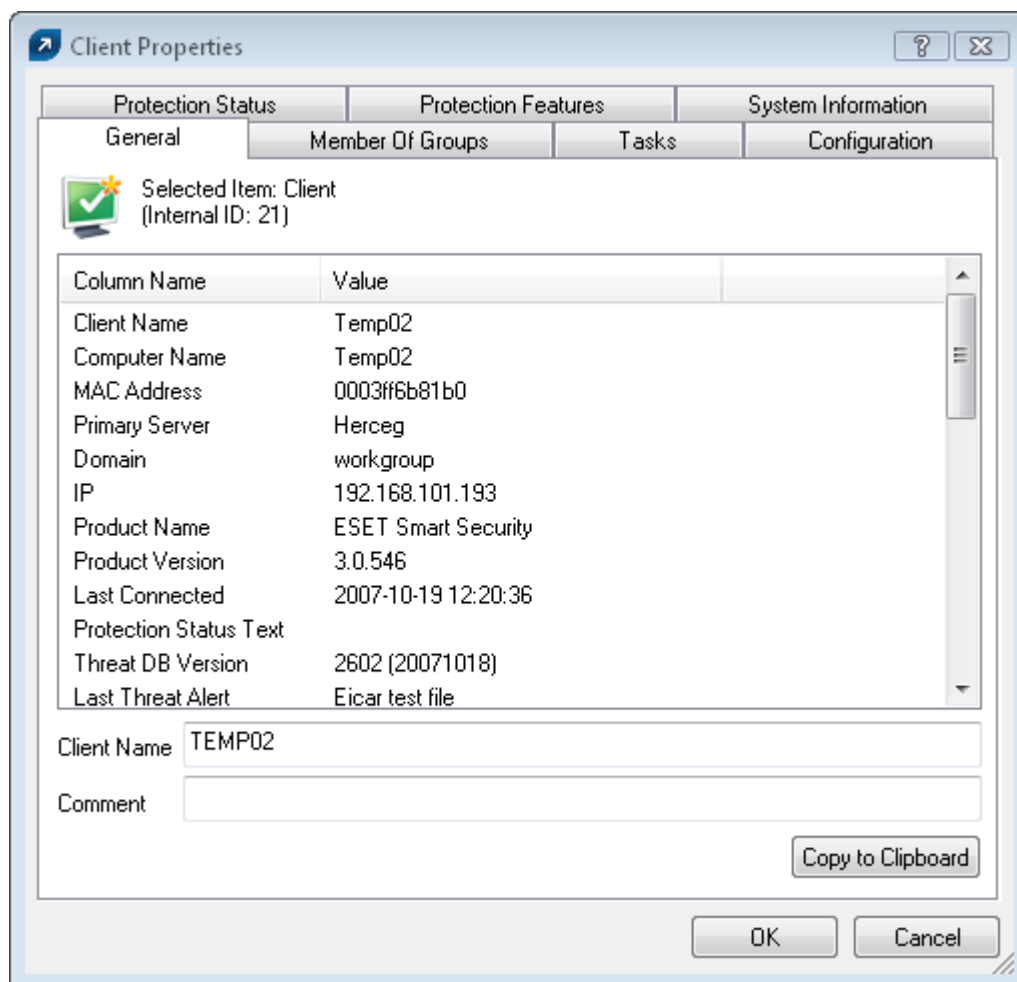 Client Properties
Protection Status Protection Features System Information
General Member Of Groups Tasks Configuration
Selected Item: Client
(Internal ID: 21)
Column Name Value
Client Name Temp02
Computer Name Temp02
MAC Address 0003ff6b81b0
Primary Server Herceg
Domain workgroup
IP 192.168.101.193
Product Name ESET Smart Security
Product Version 3.0.546
Last Connected 2007-10-19 12:20:36
Protection Status Text
Threat DB Version 2602 (20071018)
Last Threat Alert Eicar test file
Client Name TEMP02
Comment
Copy to Clipboard
OK Cancel